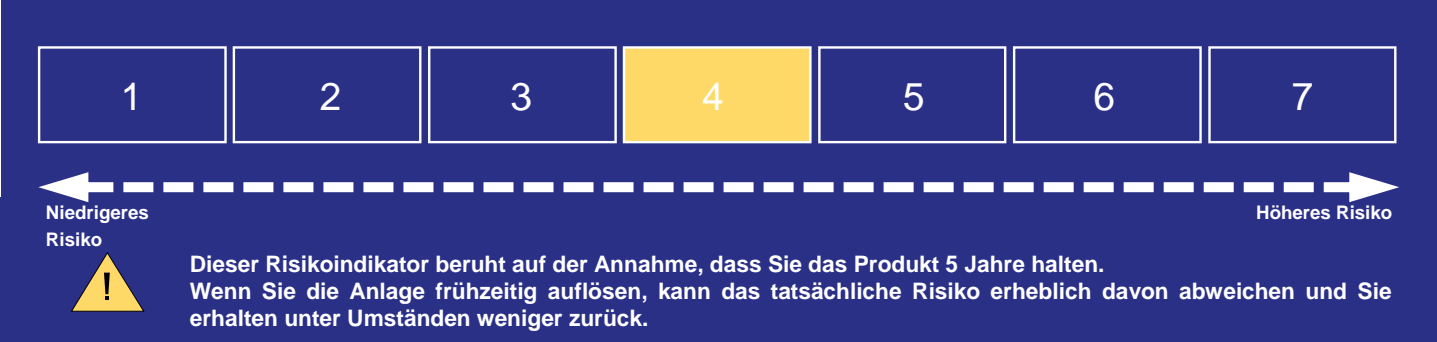 1 2 3 4 5 6 7
Niedrigeres Höheres Risiko
Risiko
!
Dieser Risikoindikator beruht auf der Annahme, dass Sie das Produkt 5 Jahre halten.
Wenn Sie die Anlage frühzeitig auflösen, kann das tatsächliche Risiko erheblich davon abweichen und Sie
erhalten unter Umständen weniger zurück.